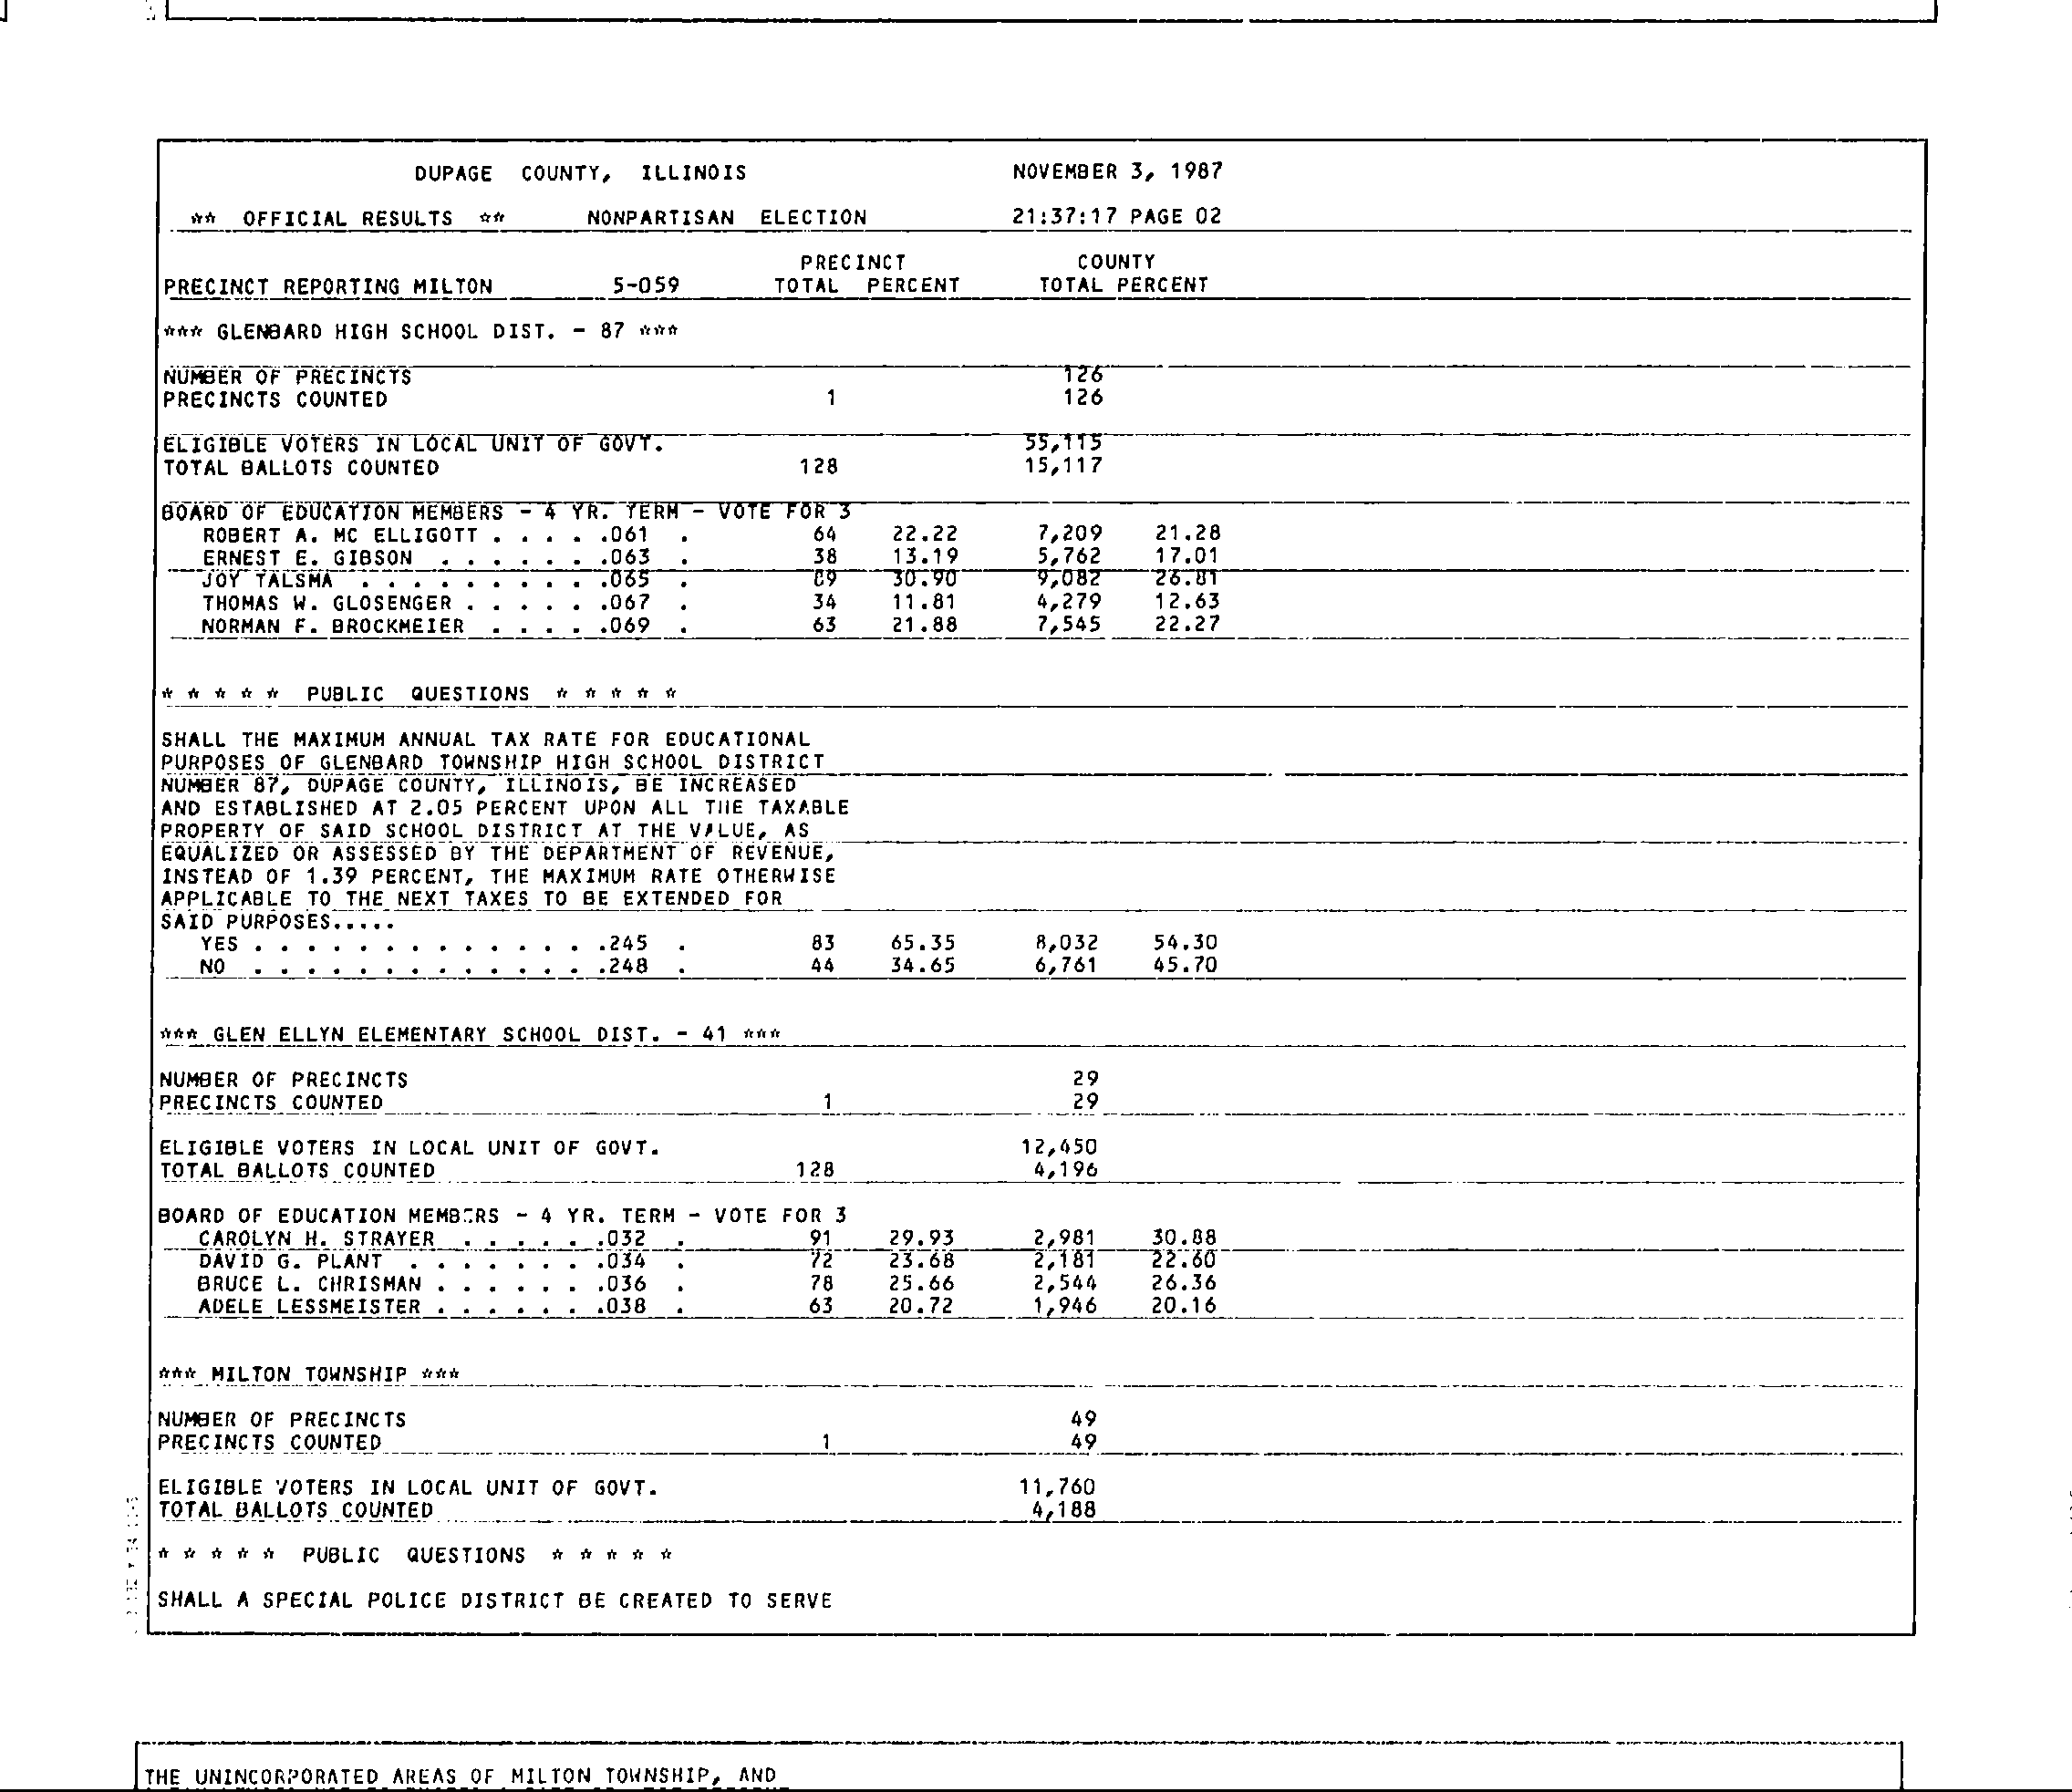 DUPAGE COUNTY, ILLINOIS NOVEMBER 3, 1987
** OFFICIAL RESULTS ** NONPARTISAN ELECTION 21:37:17 PAGE 02
PRECINCT COUNTY
PRECINCT REPORTING MILTON 5-059 TOTAL PERCENT TOTAL PERCENT
*** GLENBARD HIGH SCHOOL DIST. - 87 ***
NUMBER OF PRECINCTS 126
PRECINCTS COUNTED 1 126
ELIGIBLE VOTERS IN LOCAL UNIT OF GOVT. 55,115
TOTAL BALLOTS COUNTED 128 15,117
BOARD OF EDUCATION MEMBERS - 4 YR. TERM - VOTE FOR 3
ROBERT A. MC ELLIGOTT . . . . .061 . 64 22.22 7,209 21.28
ERNEST E. GIBSON . . . . . . .063 . 38 13.19 5,762 17.01
JOY TALSMA . . . . . . . . . .065 . 89 30.90 9,082 26.81
THOMAS W. GLOSENGER . . . . . .067 . 34 11.81 4,279 12.63
NORMAN F. BROCKMEIER . . . . .069 . 63 21.88 7,545 22.27
* * * * * PUBLIC QUESTIONS * * * * *
SHALL THE MAXIMUM ANNUAL TAX RATE FOR EDUCATIONAL
PURPOSES OF GLENBARD TOWNSHIP HIGH SCHOOL DISTRICT
NUMBER 87, DUPAGE COUNTY, ILLINOIS, BE INCREASED
AND ESTABLISHED AT 2.05 PERCENT UPON ALL THE TAXABLE
PROPERTY OF SAID SCHOOL DISTRICT AT THE VALUE, AS
EQUALIZED OR ASSESSED BY THE DEPARTMENT OF REVENUE,
INSTEAD OF 1.39 PERCENT, THE MAXIMUM RATE OTHERWISE
APPLICABLE TO THE NEXT TAXES TO BE EXTENDED FOR
SAID PURPOSES.....
YES . . . . . . . . . . . . . .245 . 83 65.35 8,032 54.30
NO . . . . . . . . . . . . . .248 . 44 34.65 6,761 45.70
*** GLEN ELLYN ELEMENTARY SCHOOL DIST. - 41 ***
NUMBER OF PRECINCTS 29
PRECINCTS COUNTED 1 29
ELIGIBLE VOTERS IN LOCAL UNIT OF GOVT. 12,450
TOTAL BALLOTS COUNTED 128 4,196
BOARD OF EDUCATION MEMBERS - 4 YR. TERM - VOTE FOR 3
CAROLYN H. STRAYER . . . . . .032 . 91 29.93 2,981 30.88
DAVID G. PLANT . . . . . . . .034 . 72 23.68 2,181 22.60
BRUCE L. CHRISMAN . . . . . . .036 . 78 25.66 2,544 26.36
ADELE LESSMEISTER . . . . . . .038 . 63 20.72 1,946 20.16
*** MILTON TOWNSHIP ***
NUMBER OF PRECINCTS 49
PRECINCTS COUNTED 1 49
ELIGIBLE VOTERS IN LOCAL UNIT OF GOVT. 11,760
TOTAL BALLOTS COUNTED 4,188
* * * * * PUBLIC QUESTIONS * * * * *
SHALL A SPECIAL POLICE DISTRICT BE CREATED TO SERVE
THE UNINCORPORATED AREAS OF MILTON TOWNSHIP, AND